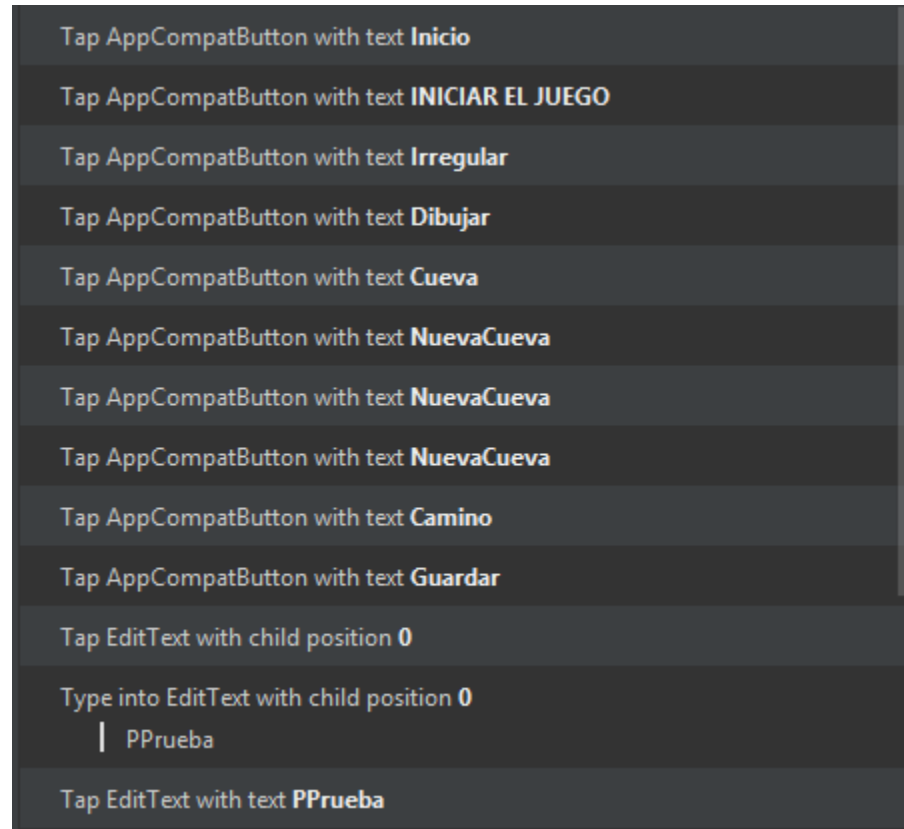 Tap AppCompatButton with text Inicio
Tap AppCompatButton with text INICIAR EL JUEGO
Tap AppCompatButton with text Irregular
Tap AppCompatButton with text Dibujar
Tap AppCompatButton with text Cueva
Tap AppCompatButton with text NuevaCueva
Tap AppCompatButton with text NuevaCueva
Tap AppCompatButton with text NuevaCueva
Tap AppCompatButton with text Camino
Tap AppCompatButton with text Guardar
Tap EditText with child position 0
Type into EditText with child position 0
PPrueba
Tap EditText with text PPrueba